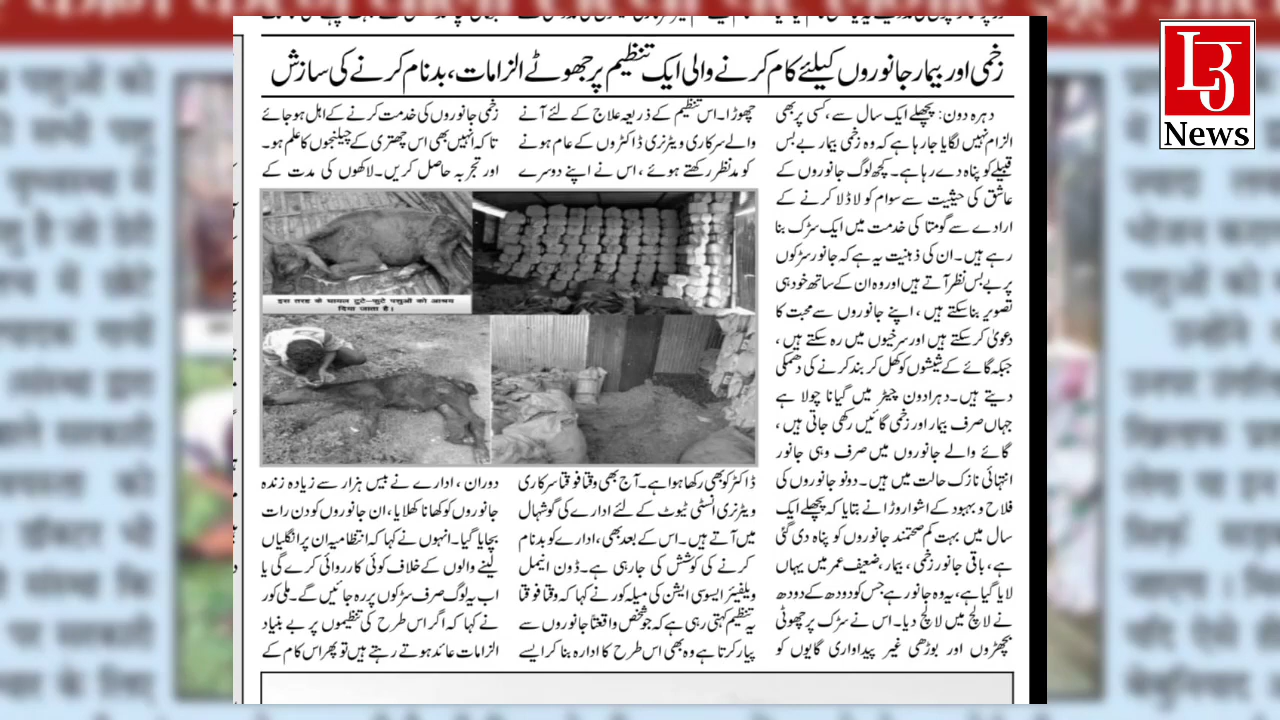 زخمی اور بیمار جانوروں کیلئے کام کرنے والی ایک تنظیم پر جھوٹے الزامات، بدنام کرنے کی سازش
دہرہ دون: پچھلے ایک سال سے، کسی پر بھی
الزام نہیں لگایا جا رہا ہے کہ وہ زخمی بیمار بے بس
قبیلے کو پناہ دے رہا ہے۔ کچھ لوگ جانوروں کے
عاشق کی حیثیت سے سوام کو لاڈلا کرنے کے
ارادے سے گومتا کی خدمت میں ایک سڑک بنا
رہے ہیں۔ ان کی ذہنیت یہ ہے کہ جانور سڑکوں
پر بے بس نظر آتے ہیں اور وہ ان کے ساتھ خود ہی
تصویر بنا سکتے ہیں، اپنے جانوروں سے محبت کا
دعویٰ کر سکتے ہیں اور سرخیوں میں رہ سکتے ہیں،
جبکہ گائے کے شیشوں کو کھل کر بند کرنے کی دھمکی
دیتے ہیں۔ دہرادون چیٹر میں گیانا چولا ہے
جہاں صرف بیمار اور زخمی گائیں رکھی جاتی ہیں،
گائے والے جانوروں میں صرف وہی جانور
انتہائی نازک حالت میں ہیں۔ دونو جانوروں کی
فلاح و بہبود کے اشواروڑا نے بتایا کہ پچھلے ایک
سال میں بہت کم صحتمند جانوروں کو پناہ دی گئی
ہے، باقی جانور زخمی، بیمار، ضعیف عمر میں یہاں
لایا گیا ہے، یہ وہ جانور ہے جس کو دودھ کے دودھ
نے لالچ میں لالچ دیا۔ اس نے سڑک پر چھوٹی
بچھڑوں اور بوڑھی غیر پیداواری گایوں کو
چھوڑا۔ اس تنظیم کے ذریعہ علاج کے لئے آنے
والے سرکاری ویٹرنری ڈاکٹروں کے عام ہونے
کو مدنظر رکھتے ہوئے، اس نے اپنے دوسرے
ڈاکٹر کو بھی رکھا ہوا ہے۔ آج بھی وقتا فوقتا سرکاری
ویٹرنری انسٹی ٹیوٹ کے لئے ادارے کی گوشہال
میں آتے ہیں۔ اس کے بعد بھی، ادارے کو بدنام
کرنے کی کوشش کی جا رہی ہے۔ ڈون انیمل
ویلفیئر ایسوسی ایشن کی میلہ کور نے کہا کہ وقتا فوقتا
یہ تنظیم کہتی رہی ہے کہ جو شخص واقعتاً جانوروں سے
پیار کرتا ہے وہ بھی اس طرح کا ادارہ بنا کر ایسے
زخمی جانوروں کی خدمت کرنے کے اہل ہو جائے
تاکہ انہیں بھی اس چھتری کے چیلنجوں کا علم ہو۔
اور تجربہ حاصل کریں۔ لاکھوں کی مدت کے
دوران، ادارے نے بیس ہزار سے زیادہ زندہ
جانوروں کو کھانا کھلایا، ان جانوروں کو دن رات
بچایا گیا۔ انہوں نے کہا کہ انتظامیہ ان پر انگلیاں
لینے والوں کے خلاف کوئی کارروائی کرے گی یا
اب یہ لوگ صرف سڑکوں پر رہ جائیں گے۔ ملی کور
نے کہا کہ اگر اس طرح کی تنظیموں پر بے بنیاد
الزامات عائد ہوتے رہتے ہیں تو پھر اس کام کے
इस तरह के घायल टुटे-फुटे पशुओं को आश्रय
दिया जाता है।
L3
News